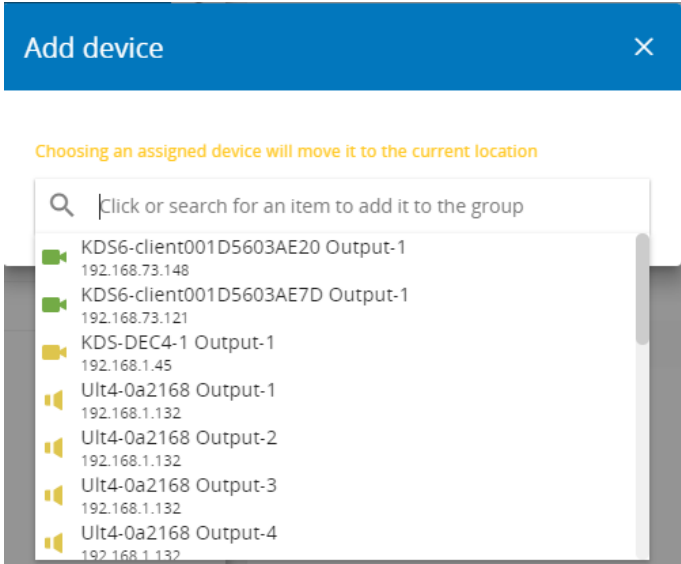 Add device
Choosing an assigned device will move it to the current location
Click or search for an item to add it to the group
KDS6-client001D5603AE20 Output-1
192.168.73.148
KDS6-client001D5603AE7D Output-1
192.168.73.121
KDS-DEC4-1 Output-1
192.168.1.45
Ult4-0a2168 Output-1
192.168.1.132
Ult4-0a2168 Output-2
192.168.1.132
Ult4-0a2168 Output-3
192.168.1.132
Ult4-0a2168 Output-4
192.168.1.132